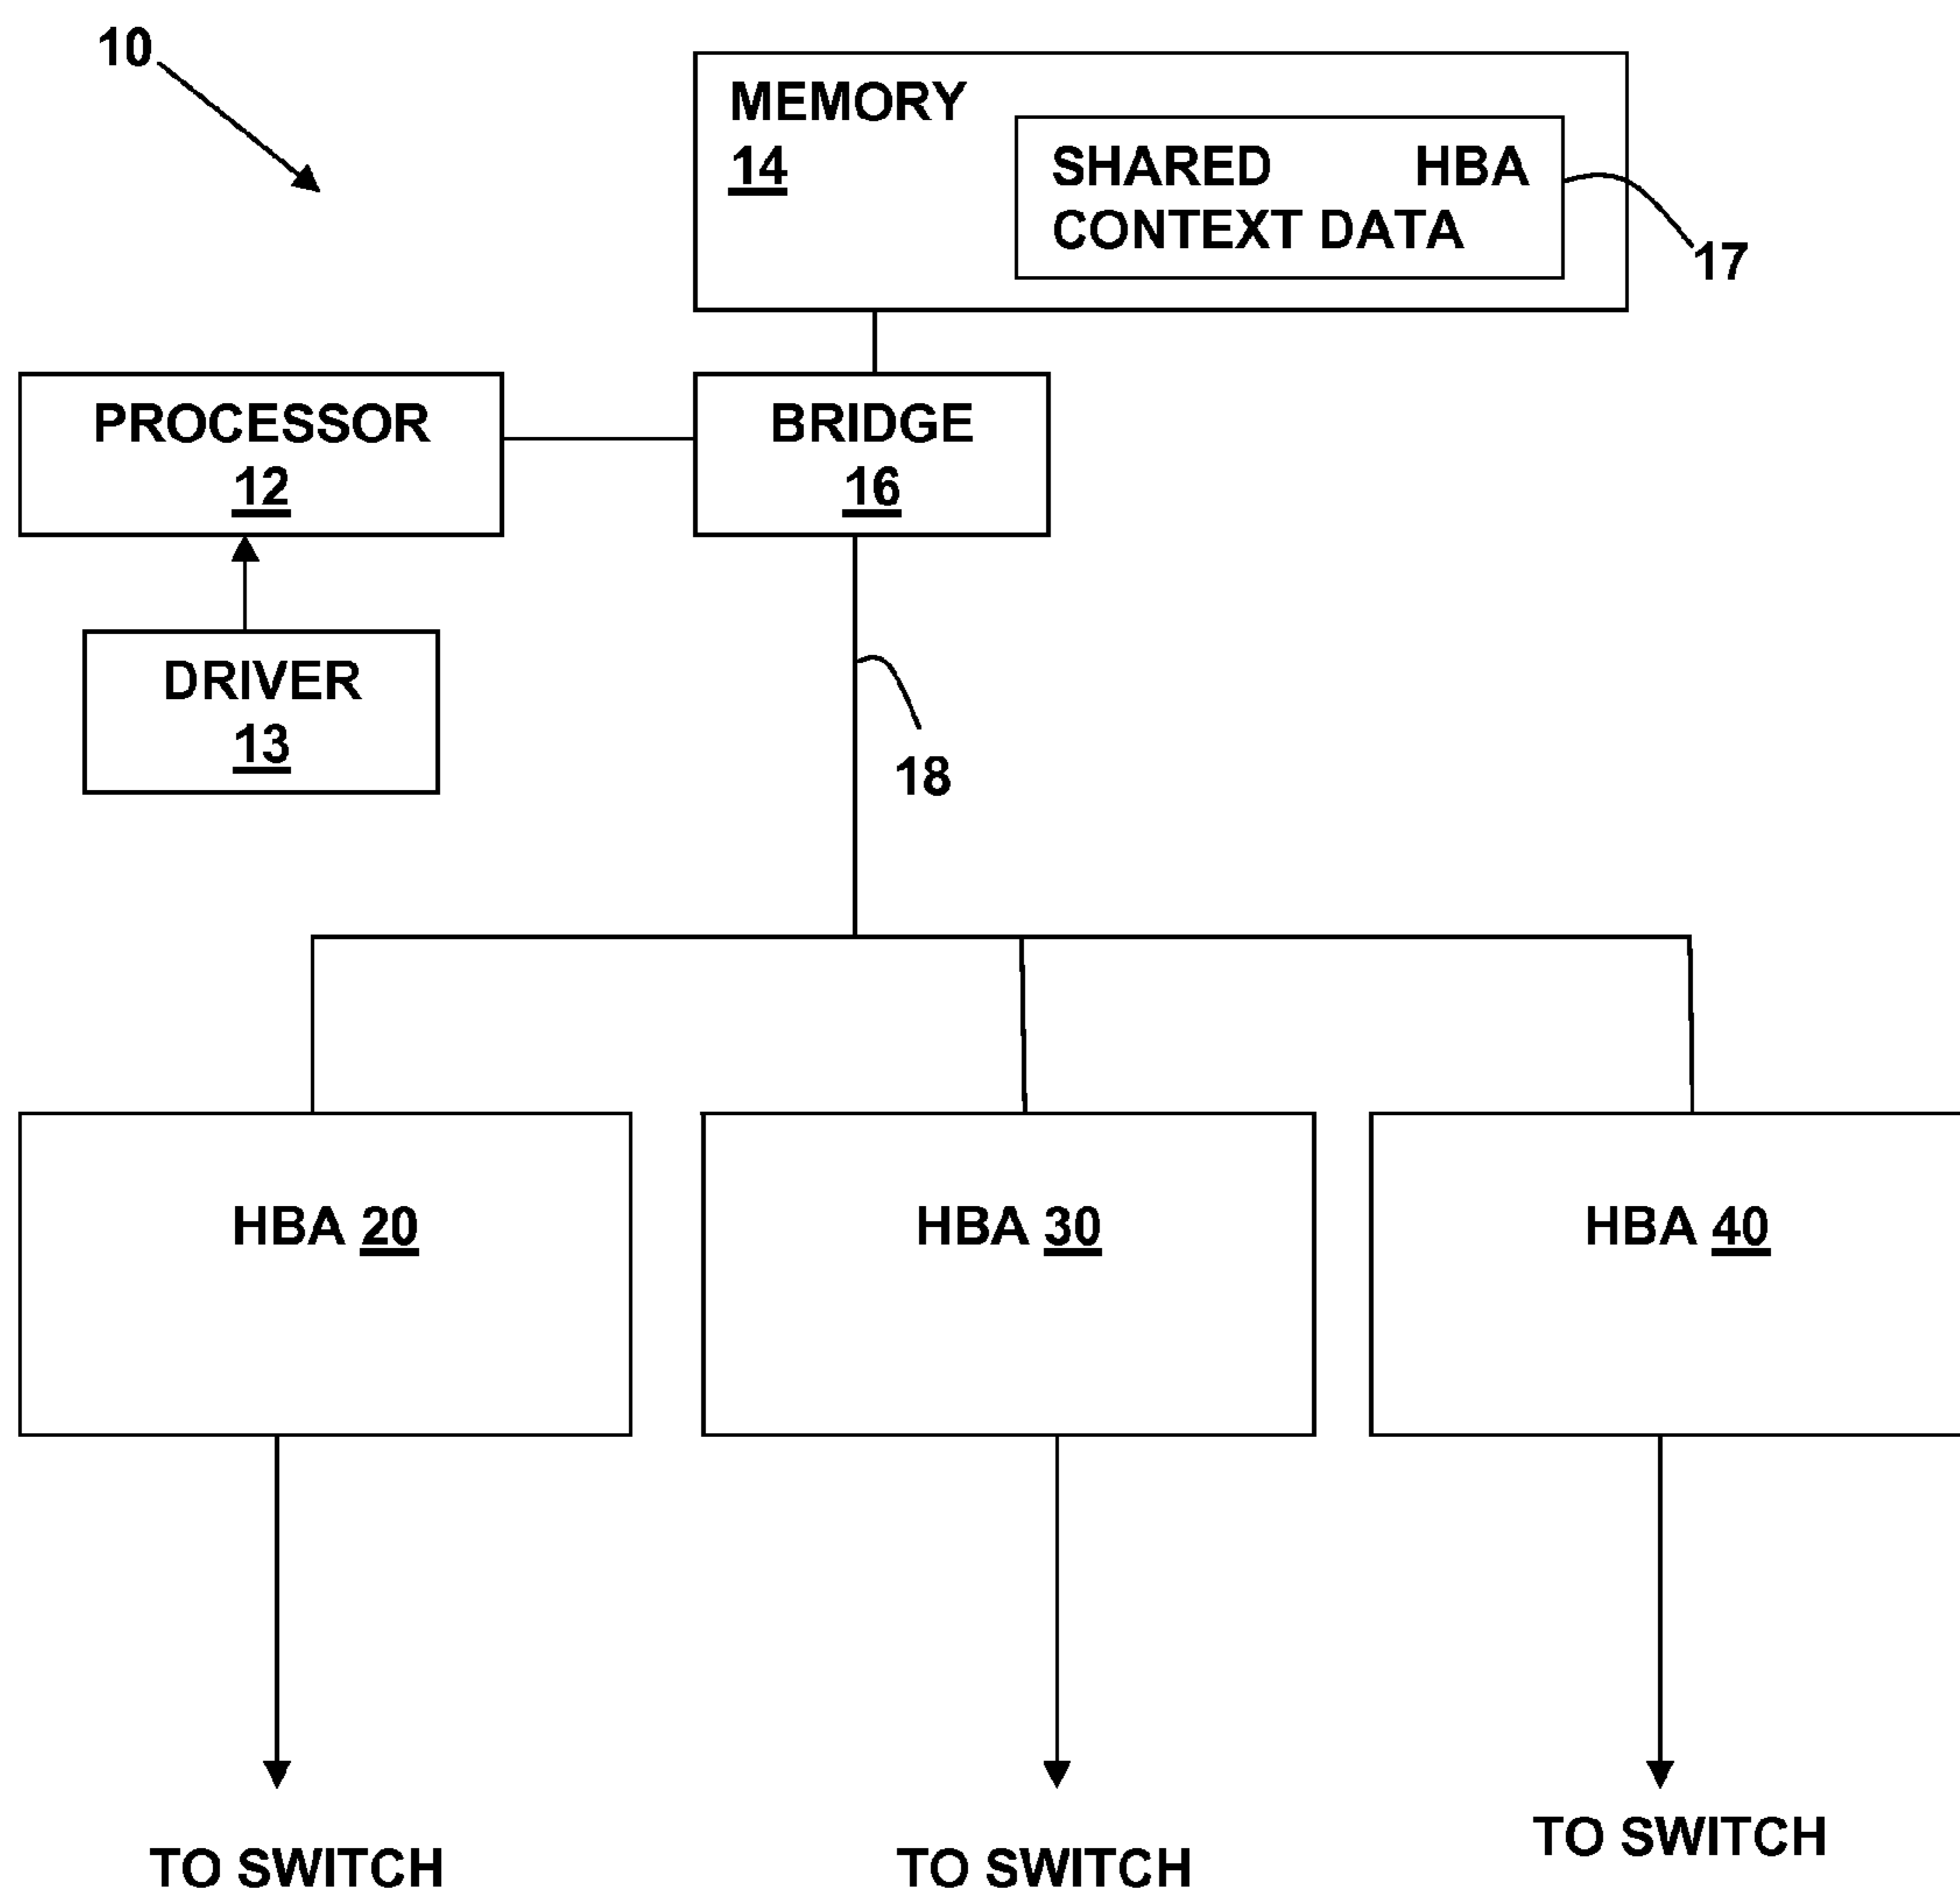 10
MEMORY
14
SHARED HBA
CONTEXT DATA
17
PROCESSOR
12
BRIDGE
16
DRIVER
13
18
HBA 20
HBA 30
HBA 40
TO SWITCH
TO SWITCH
TO SWITCH